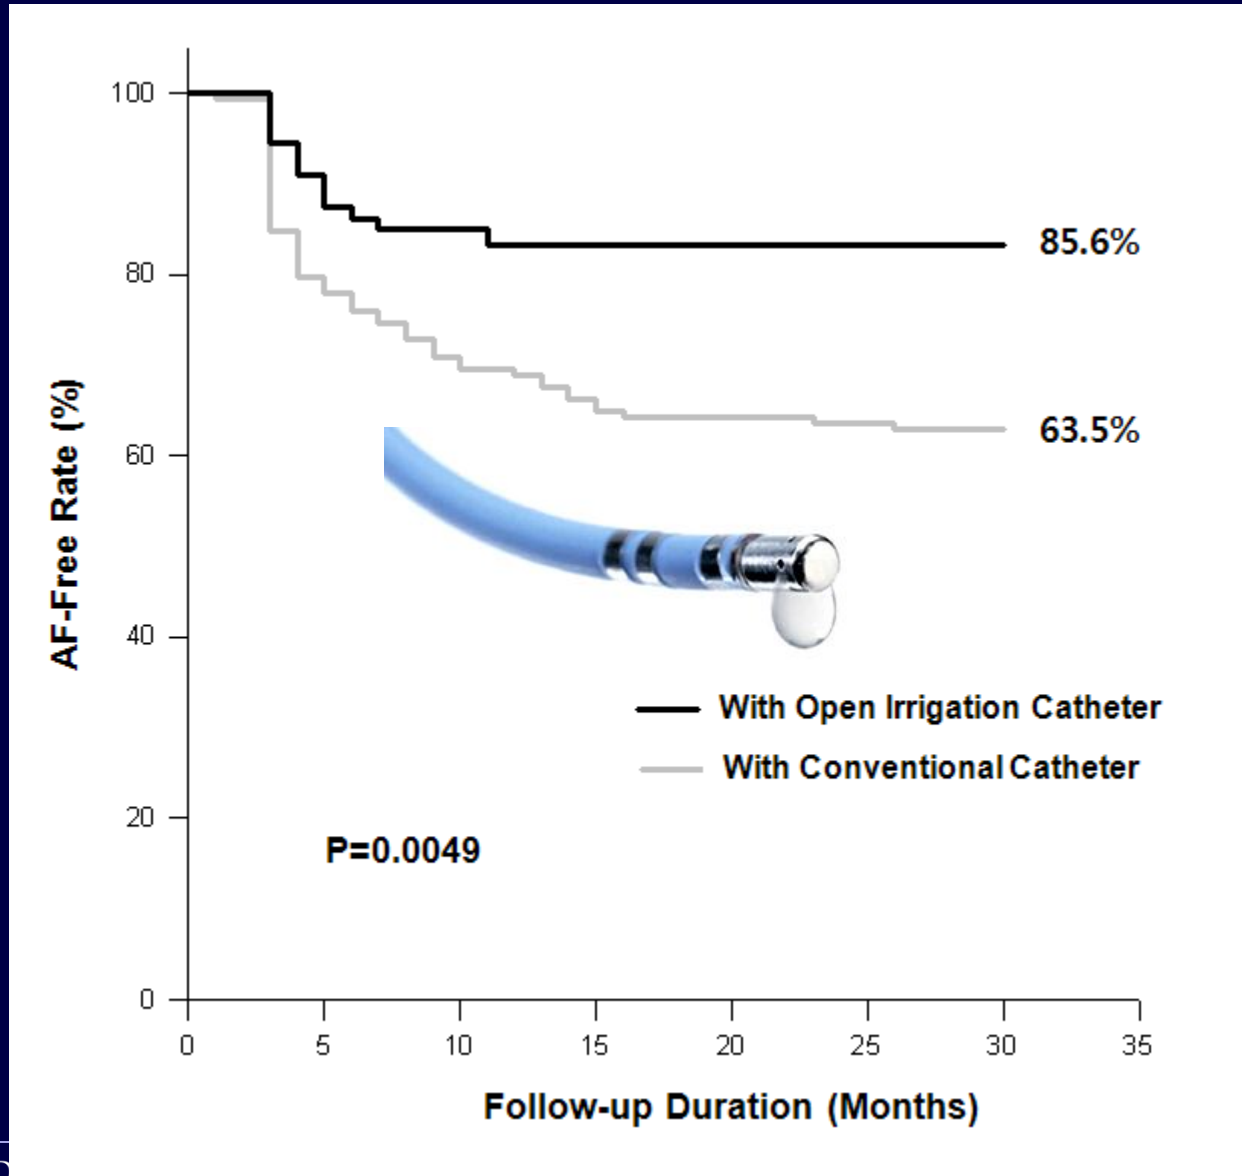 100
85.6%
80
63.5%
60
AF-Free Rate (%)
40
With Open Irrigation Catheter
With Conventional Catheter
20
P=0.0049
0
0 5 10 15 20 25 30 35
Follow-up Duration (Months)